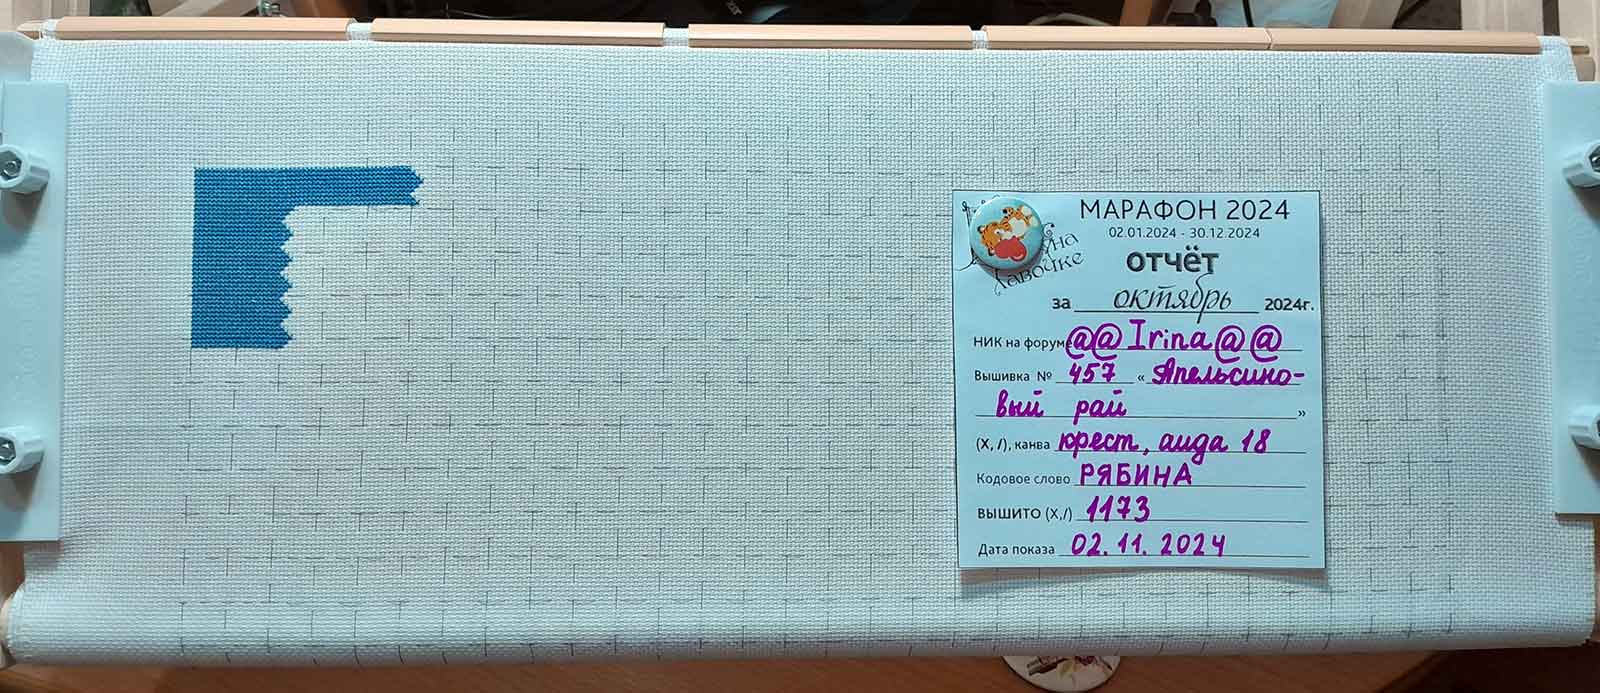 МАРАФОН 2024
02.01.2024 - 30.12.2024
Лавочке
отчёт
за октябрь 2024г.
НИК на форуме @@Irina@@
Вышивка № 457 « Апельсино-
вый рай »
(X, /), канва крест, аида 18
Кодовое слово РЯБИНА
ВЫШИТО (X,/) 1173
Дата показа 02.11.2024